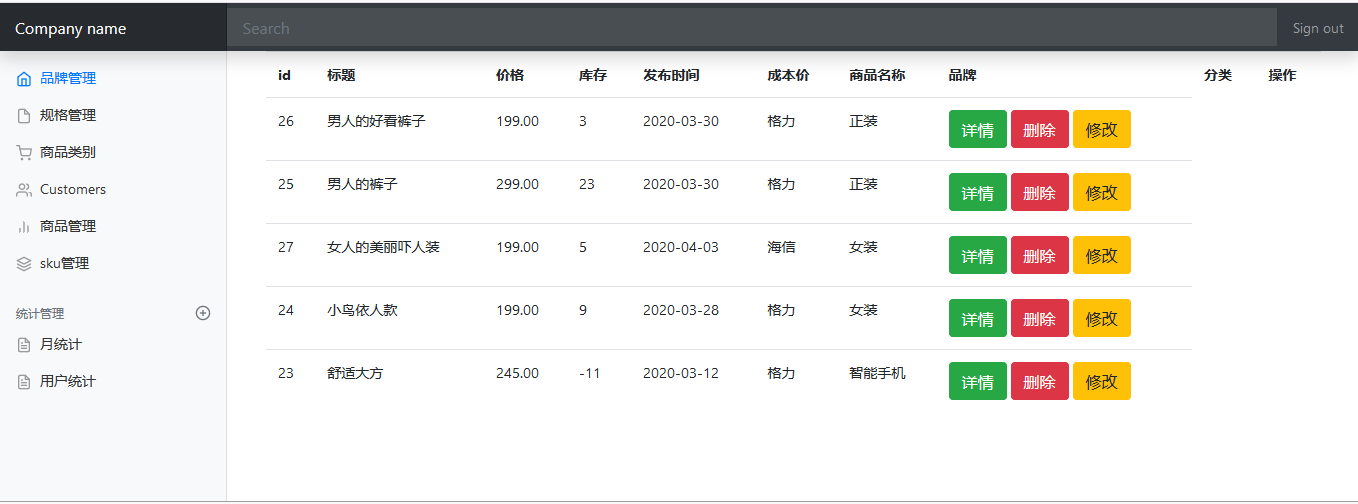 Company name Search Sign out
品牌管理
规格管理
商品类别
Customers
商品管理
sku管理
统计管理
月统计
用户统计
id 标题 价格 库存 发布时间 成本价 商品名称 品牌 分类 操作
26 男人的好看裤子 199.00 3 2020-03-30 格力 正装 详情 删除 修改
25 男人的裤子 299.00 23 2020-03-30 格力 正装 详情 删除 修改
27 女人的美丽吓人装 199.00 5 2020-04-03 海信 女装 详情 删除 修改
24 小鸟依人款 199.00 9 2020-03-28 格力 女装 详情 删除 修改
23 舒适大方 245.00 -11 2020-03-12 格力 智能手机 详情 删除 修改